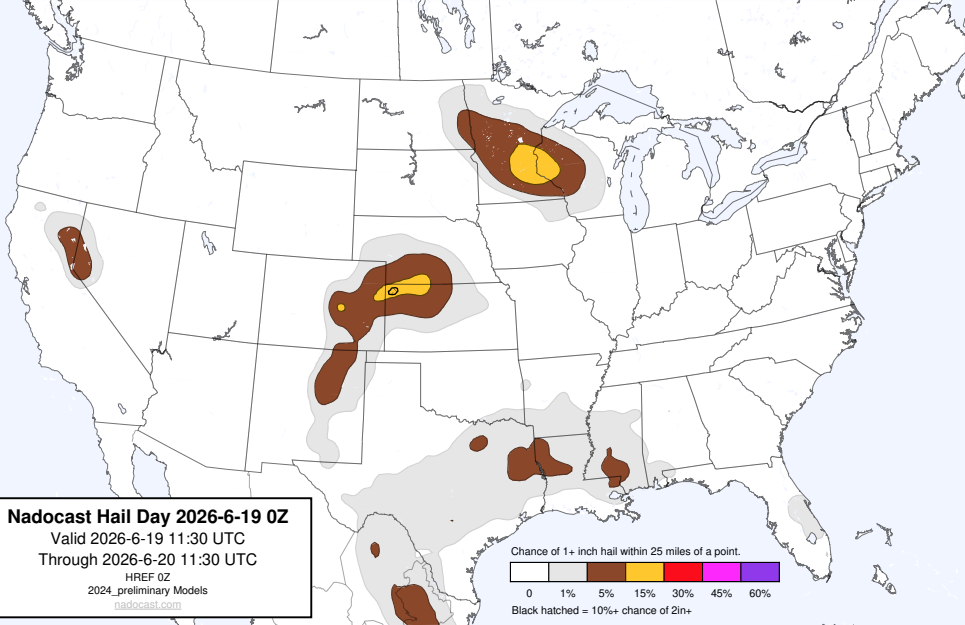 Nadocast Hail Day 2026-6-19 0Z
Valid 2026-6-19 11:30 UTC
Through 2026-6-20 11:30 UTC
HREF 0Z
2024_preliminary Models
nadocast.com
Chance of 1+ inch hail within 25 miles of a point.
0 1% 5% 15% 30% 45% 60%
Black hatched = 10%+ chance of 2in+